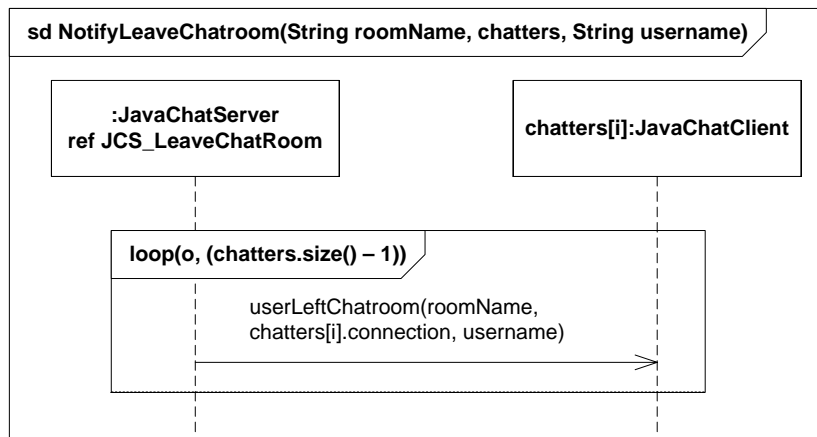 sd NotifyLeaveChatroom(String roomName, chatters, String username)
:JavaChatServer
ref JCS_LeaveChatRoom
chatters[i]:JavaChatClient
loop(o, (chatters.size() – 1))
userLeftChatroom(roomName,
chatters[i].connection, username)